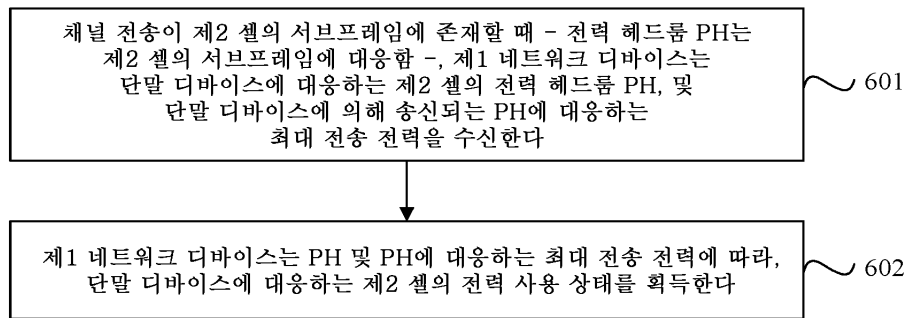 채널 전송이 제2 셀의 서브프레임에 존재할 때 – 전력 헤드룸 PH는
제2 셀의 서브프레임에 대응함 –, 제1 네트워크 디바이스는
단말 디바이스에 대응하는 제2 셀의 전력 헤드룸 PH, 및
단말 디바이스에 의해 송신되는 PH에 대응하는
최대 전송 전력을 수신한다
601
제1 네트워크 디바이스는 PH 및 PH에 대응하는 최대 전송 전력에 따라,
단말 디바이스에 대응하는 제2 셀의 전력 사용 상태를 획득한다
602